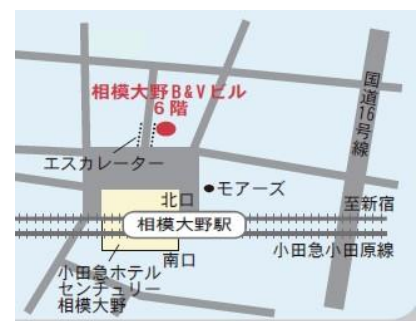 相模大野B&Vビル
6階
国道16号線
エスカレーター
北口
モアーズ
至新宿
相模大野駅
小田急小田原線
南口
小田急ホテル
センチュリー
相模大野